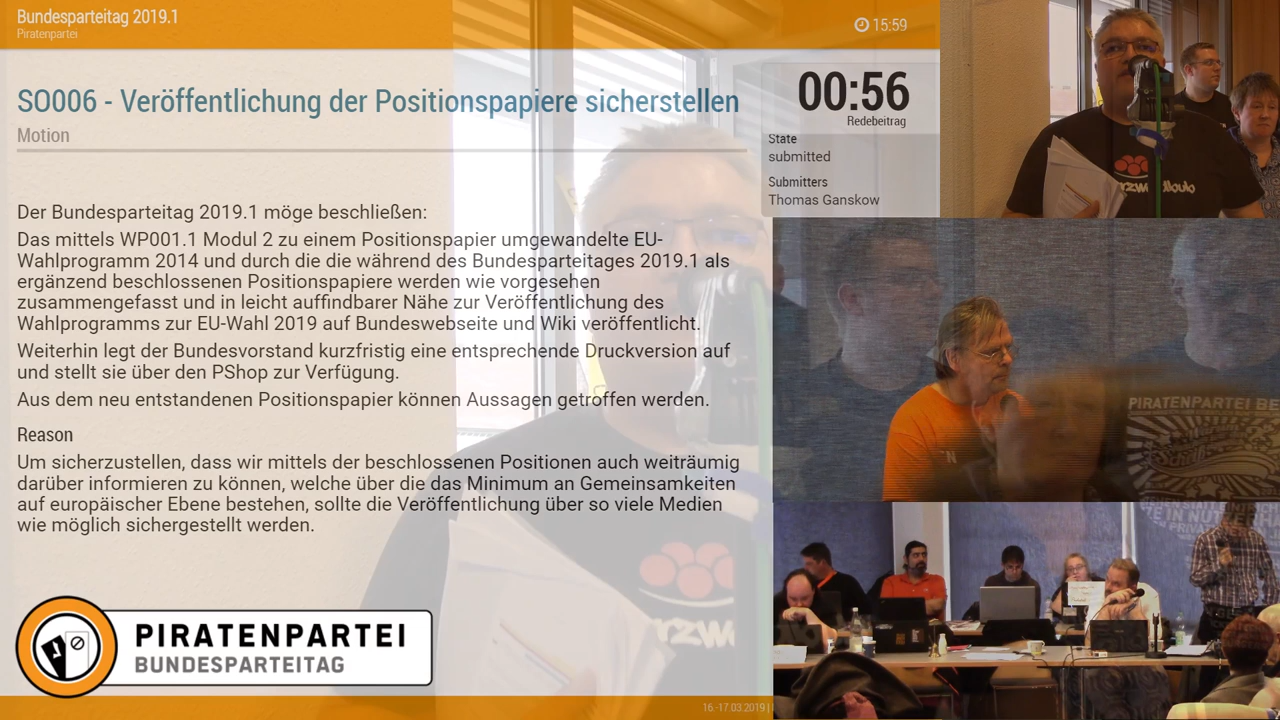 Bundesparteitag 2019.1
Piratenpartei
15:59
SO006 - Veröffentlichung der Positionspapiere sicherstellen
Motion
00:56
Redebeitrag
State
submitted
Submitters
Thomas Ganskow
Der Bundesparteitag 2019.1 möge beschließen:
Das mittels WP001.1 Modul 2 zu einem Positionspapier umgewandelte EU-
Wahlprogramm 2014 und durch die die während des Bundesparteitages 2019.1 als
ergänzend beschlossenen Positionspapiere werden wie vorgesehen
zusammengefasst und in leicht auffindbarer Nähe zur Veröffentlichung des
Wahlprogramms zur EU-Wahl 2019 auf Bundeswebseite und Wiki veröffentlicht.
Weiterhin legt der Bundesvorstand kurzfristig eine entsprechende Druckversion auf
und stellt sie über den PShop zur Verfügung.
Aus dem neu entstandenen Positionspapier können Aussagen getroffen werden.
Reason
Um sicherzustellen, dass wir mittels der beschlossenen Positionen auch weiträumig
darüber informieren zu können, welche über die das Minimum an Gemeinsamkeiten
auf europäischer Ebene bestehen, sollte die Veröffentlichung über so viele Medien
wie möglich sichergestellt werden.
PIRATENPARTEI
BUNDESPARTEITAG
16.-17.03.2019 |
PIRATENPARTEI BE